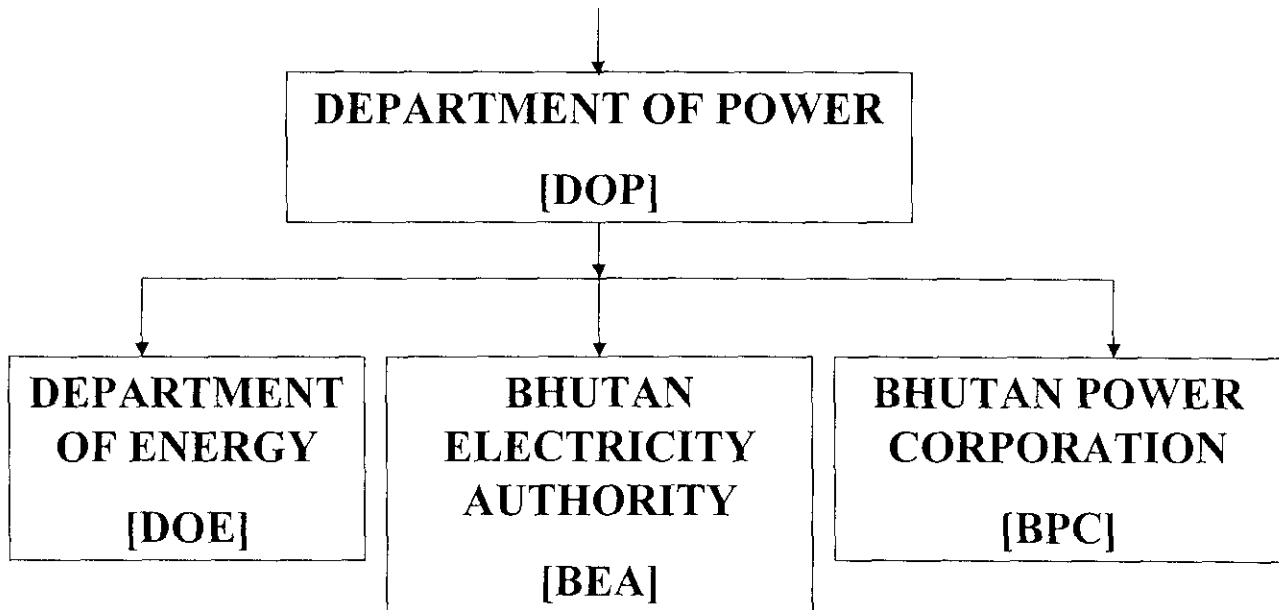 DEPARTMENT OF POWER
[DOP]
DEPARTMENT
OF ENERGY
[DOE]
BHUTAN
ELECTRICITY
AUTHORITY
[BEA]
BHUTAN POWER
CORPORATION
[BPC]